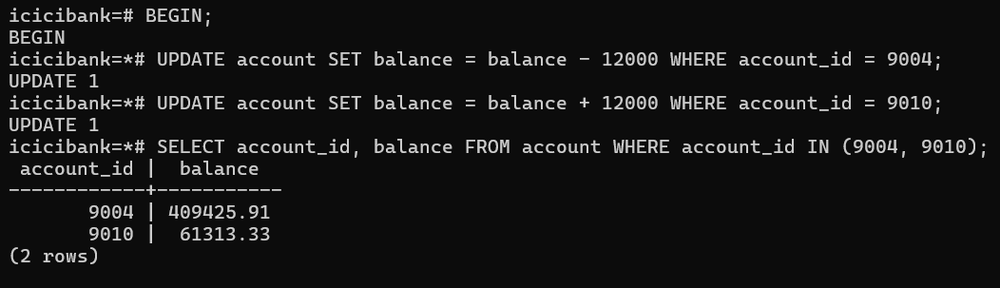 icicibank=# BEGIN;
BEGIN
icicibank=*# UPDATE account SET balance = balance - 12000 WHERE account_id = 9004;
UPDATE 1
icicibank=*# UPDATE account SET balance = balance + 12000 WHERE account_id = 9010;
UPDATE 1
icicibank=*# SELECT account_id, balance FROM account WHERE account_id IN (9004, 9010);
 account_id |  balance
------------+-----------
       9004 | 409425.91
       9010 |  61313.33
(2 rows)